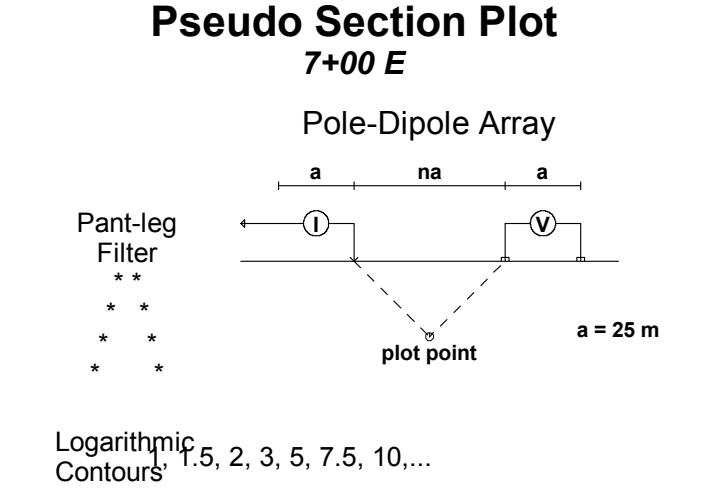 Pseudo Section Plot
7+00 E
Pole-Dipole Array
a na a
I V
Pant-leg
Filter
* *
* *
* *
* *
a = 25 m
plot point
Logarithmic
Contours
1, 1.5, 2, 3, 5, 7.5, 10,...